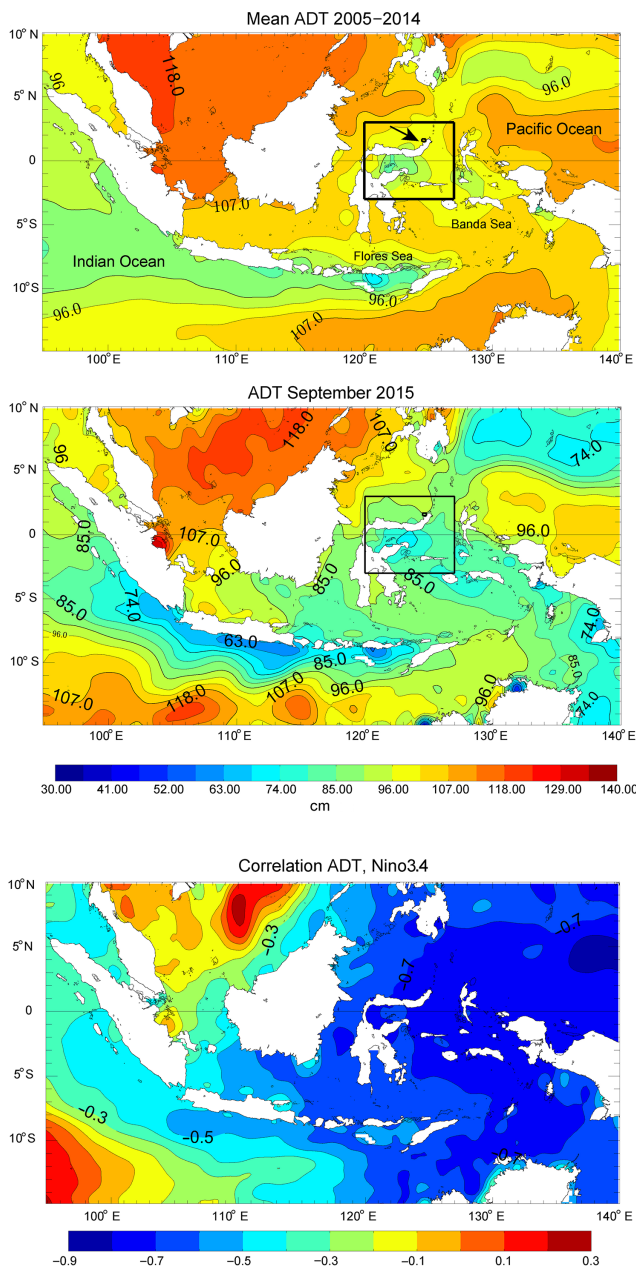 Mean ADT 2005−2014
10° N
5° N
0
5° S
10° S
96
118.0
96.0
Pacific Ocean
107.0
Banda Sea
Flores Sea
Indian Ocean
96.0
96.0
107.0
100° E
110° E
120° E
130° E
140° E
ADT September 2015
10° N
5° N
0
5° S
10° S
96
118.0
107.0
74.0
85.0
107.0
96.0
96.0
85.0
85.0
74.0
85.0
63.0
74.0
96.0
85.0
85.0
107.0
118.0
107.0
96.0
96.0
74.0
100° E
110° E
120° E
130° E
140° E
30.00 41.00 52.00 63.00 74.00 85.00 96.00 107.00 118.00 129.00 140.00
cm
Correlation ADT, Nino3.4
10° N
5° N
0
5° S
10° S
−0.3
−0.7
−0.7
−0.3
−0.5
−0.7
100° E
110° E
120° E
130° E
140° E
−0.9 −0.7 −0.5 −0.3 −0.1 0.1 0.3